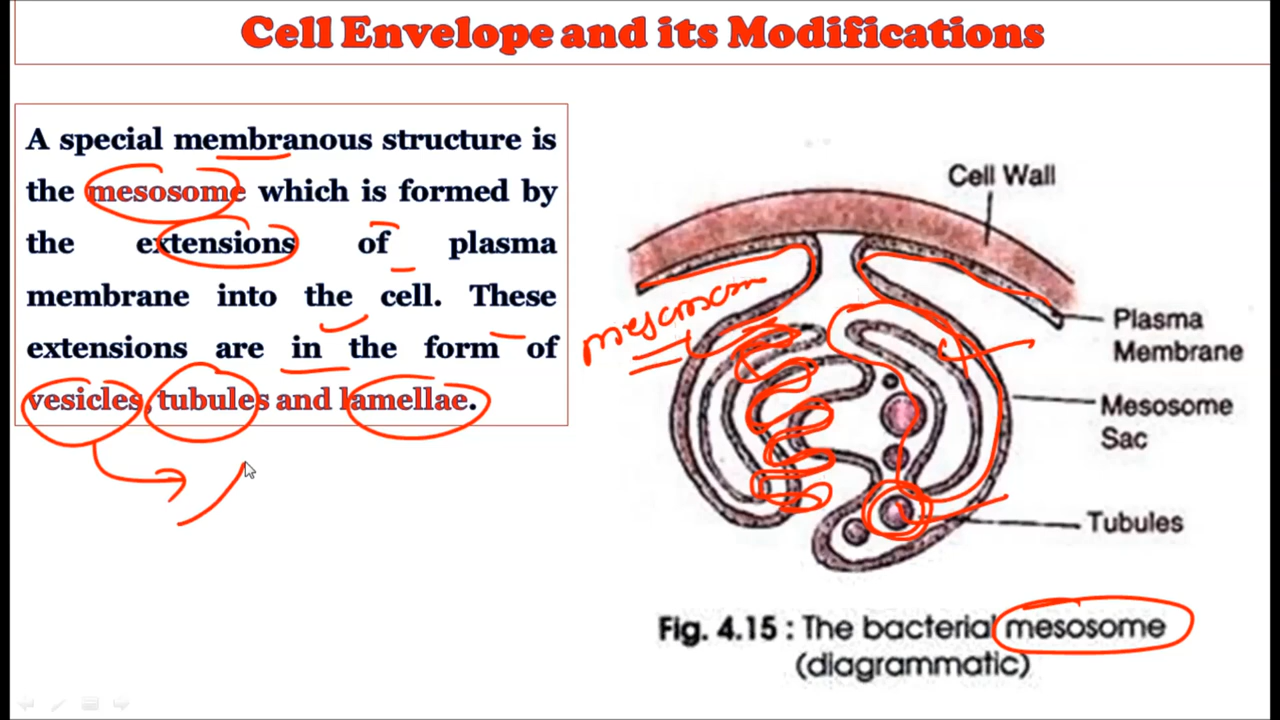 Cell Envelope and its Modifications
A special membranous structure is
the mesosome which is formed by
the extensions of plasma
membrane into the cell. These
extensions are in the form of
vesicles, tubules and lamellae.
mesosome
Cell Wall
Plasma
Membrane
Mesosome
Sac
Tubules
Fig. 4.15 : The bacterial mesosome
(diagrammatic)